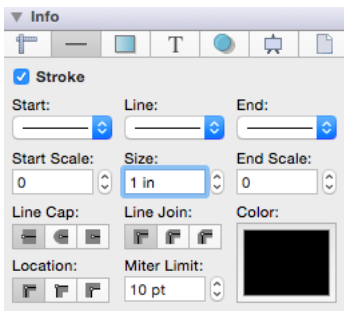 Info
T
Stroke
Start: Line: End:
Start Scale: Size: End Scale:
0 1 in 0
Line Cap: Line Join: Color:
Location: Miter Limit:
10 pt